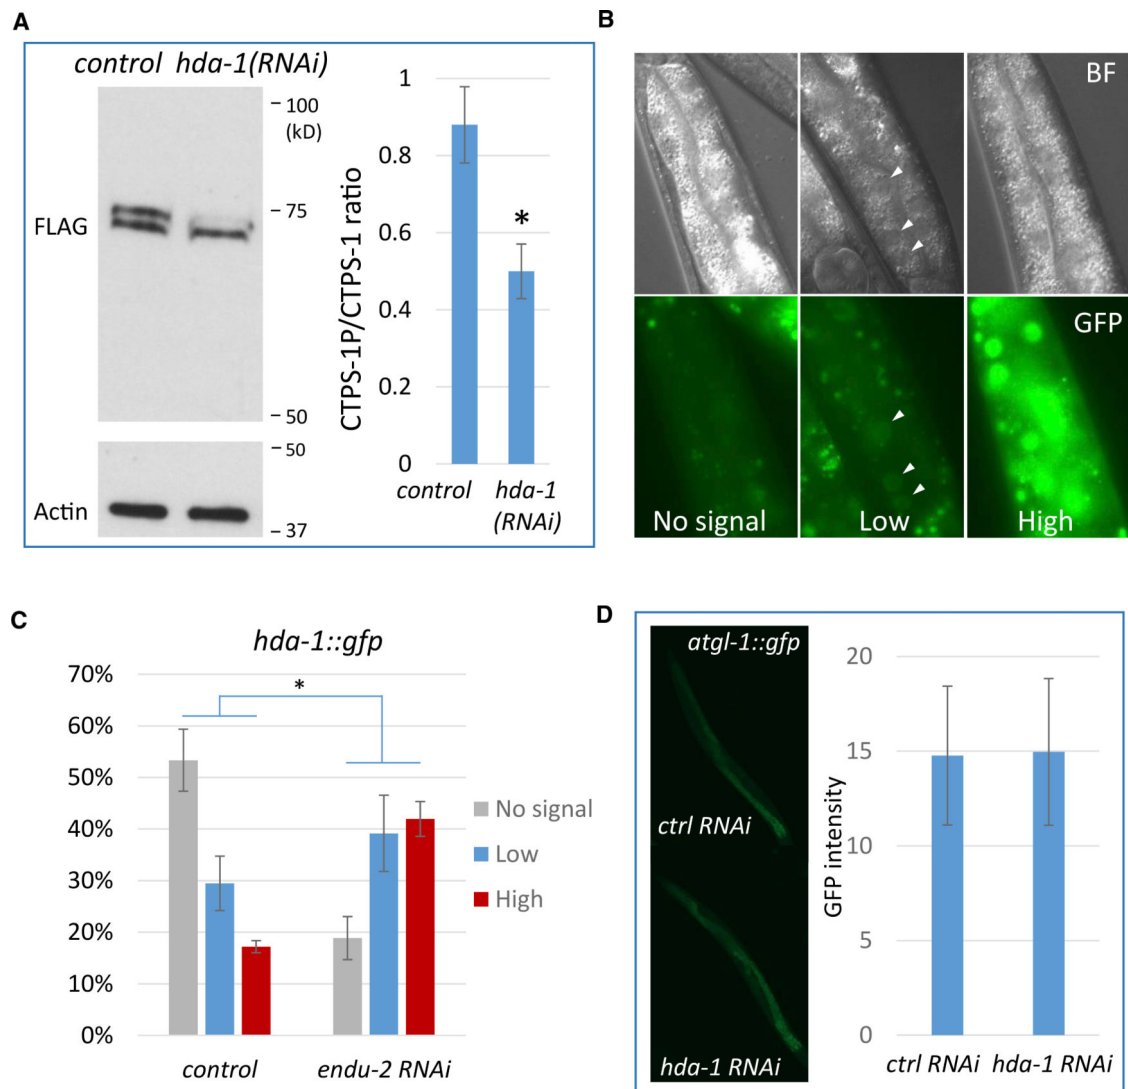 A
control hda-1(RNAi)
100
(kD)
75
FLAG
50
50
Actin
37
CTPS-1P/CTPS-1 ratio
1
0.8
0.6
0.4
0.2
0
*
control
hda-1
(RNAi)
B
BF
GFP
No signal
Low
High
C
hda-1::gfp
70%
60%
50%
40%
30%
20%
10%
0%
*
No signal
Low
High
control
endu-2 RNAi
D
atgl-1::gfp
ctrl RNAi
hda-1 RNAi
GFP intensity
20
15
10
5
0
ctrl RNAi
hda-1 RNAi